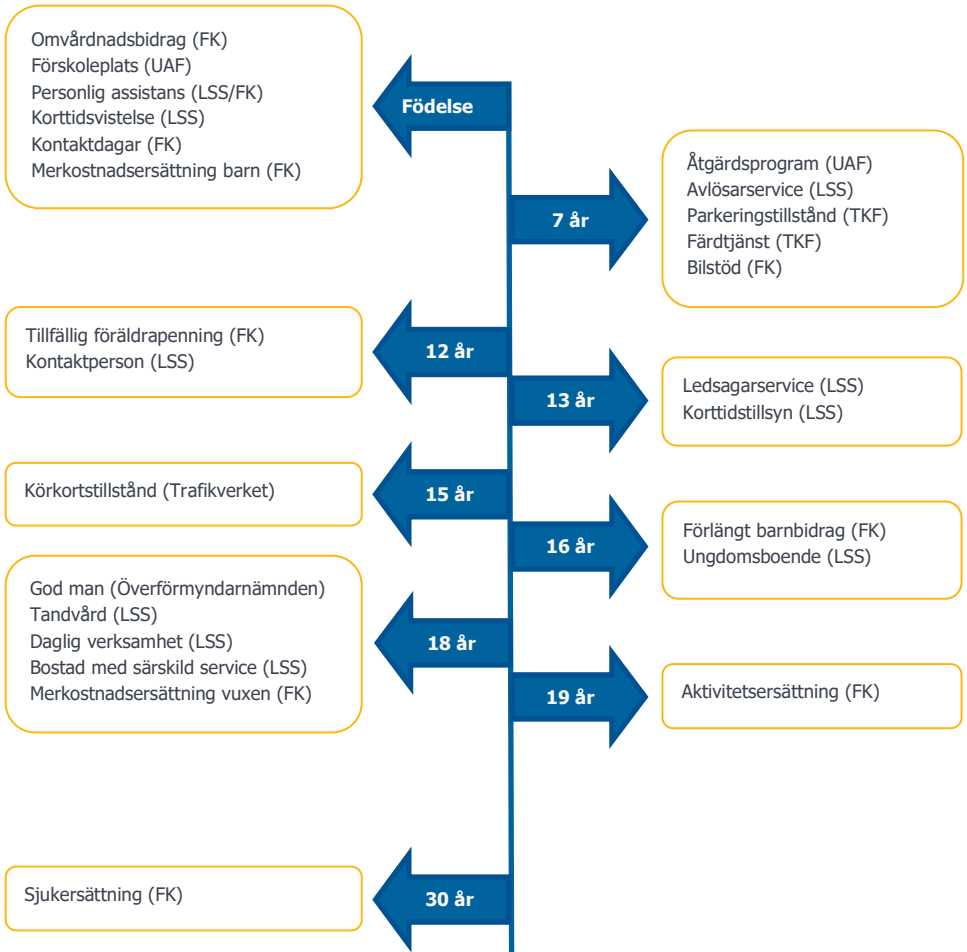 Omvårdnadsbidrag (FK)
Förskoleplats (UAF)
Personlig assistans (LSS/FK)
Korttidsvistelse (LSS)
Kontaktdagar (FK)
Merkostnadsersättning barn (FK)
Födelse
7 år
Åtgärdsprogram (UAF)
Avlösarservice (LSS)
Parkeringstillstånd (TKF)
Färdtjänst (TKF)
Bilstöd (FK)
Tillfällig föräldrapenning (FK)
Kontaktperson (LSS)
12 år
13 år
Ledsagarservice (LSS)
Korttidstillsyn (LSS)
Körkortstillstånd (Trafikverket)
15 år
16 år
Förlängt barnbidrag (FK)
Ungdomsboende (LSS)
God man (Överförmyndarnämnden)
Tandvård (LSS)
Daglig verksamhet (LSS)
Bostad med särskild service (LSS)
Merkostnadsersättning vuxen (FK)
18 år
19 år
Aktivitetsersättning (FK)
Sjukersättning (FK)
30 år